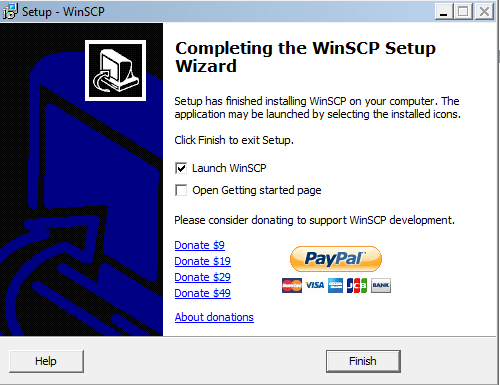 Setup - WinSCP
Completing the WinSCP Setup
Wizard
Setup has finished installing WinSCP on your computer. The
application may be launched by selecting the installed icons.
Click Finish to exit Setup.
Launch WinSCP
Open Getting started page
Please consider donating to support WinSCP development.
Donate $9
Donate $19
Donate $29
Donate $49
PayPal
MasterCard VISA AMERICAN EXPRESS JCB BANK
About donations
Help
Finish